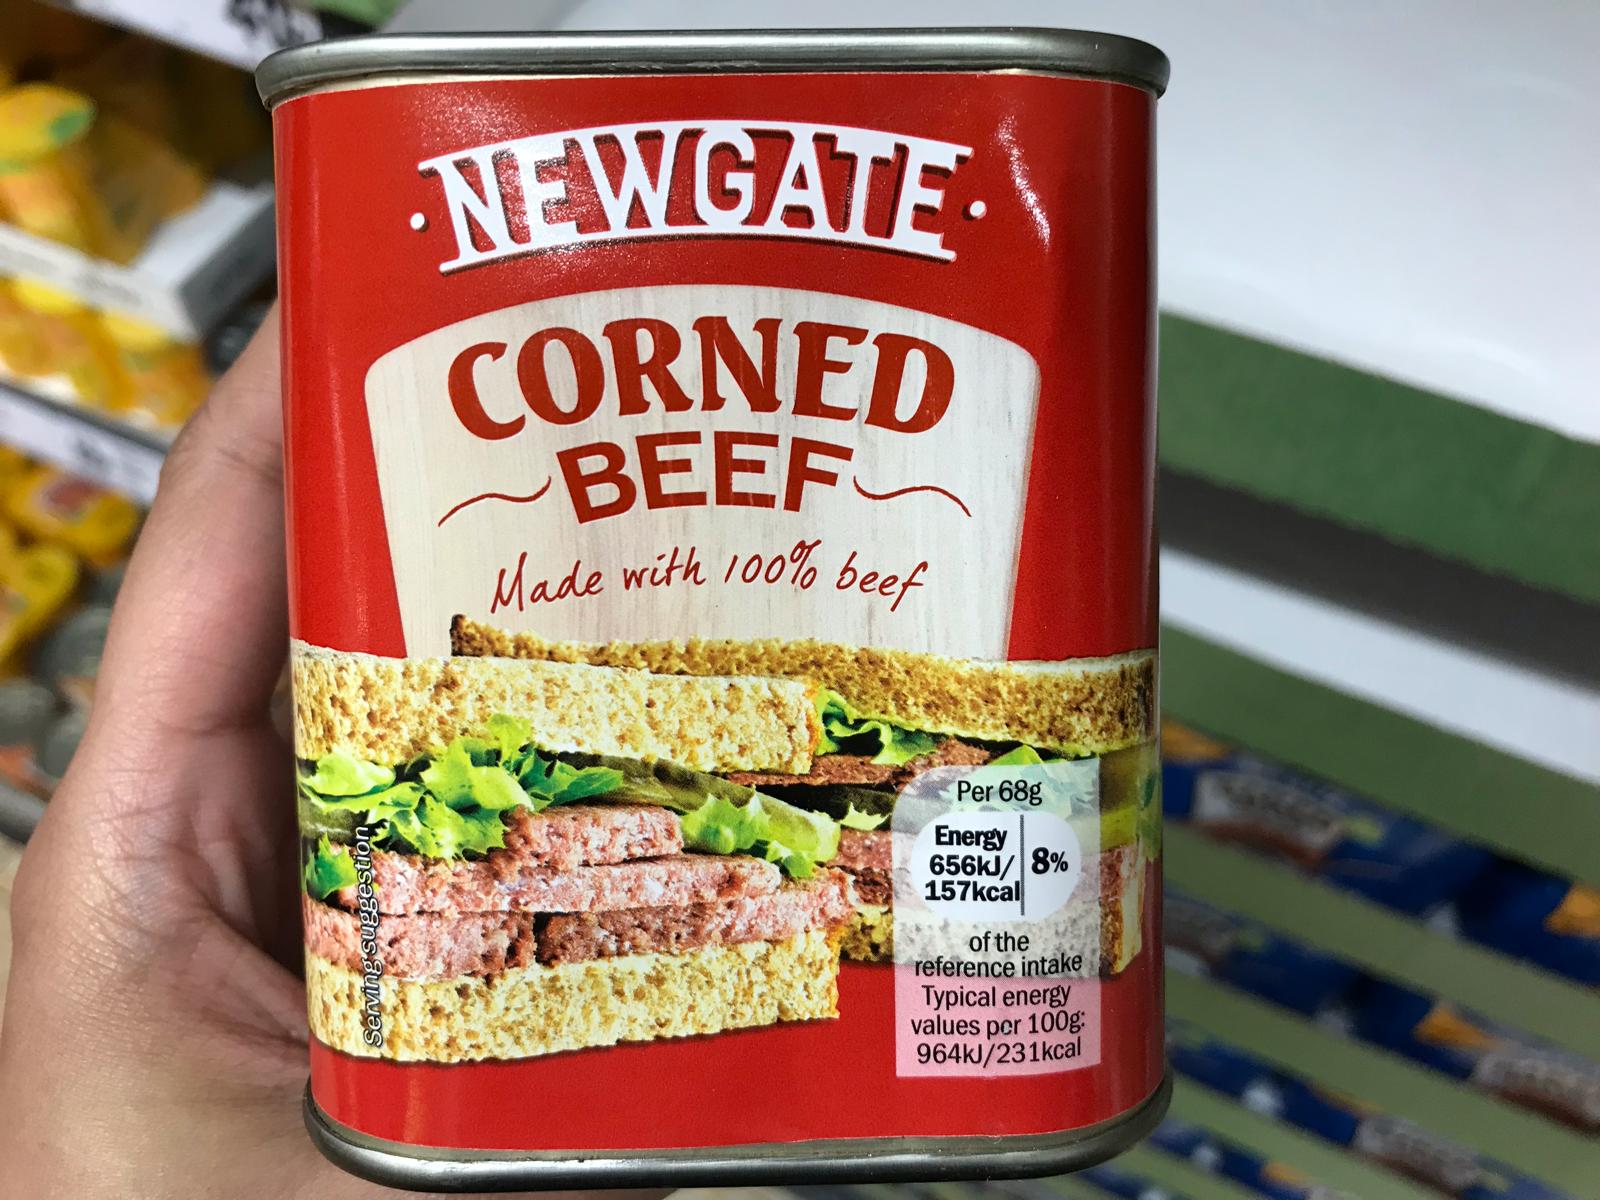 NEWGATE
CORNED
BEEF
Made with 100% beef
Serving suggestion
Per 68g
Energy
656kJ/
157kcal
8%
of the
reference intake
Typical energy
values per 100g:
964kJ/231kcal